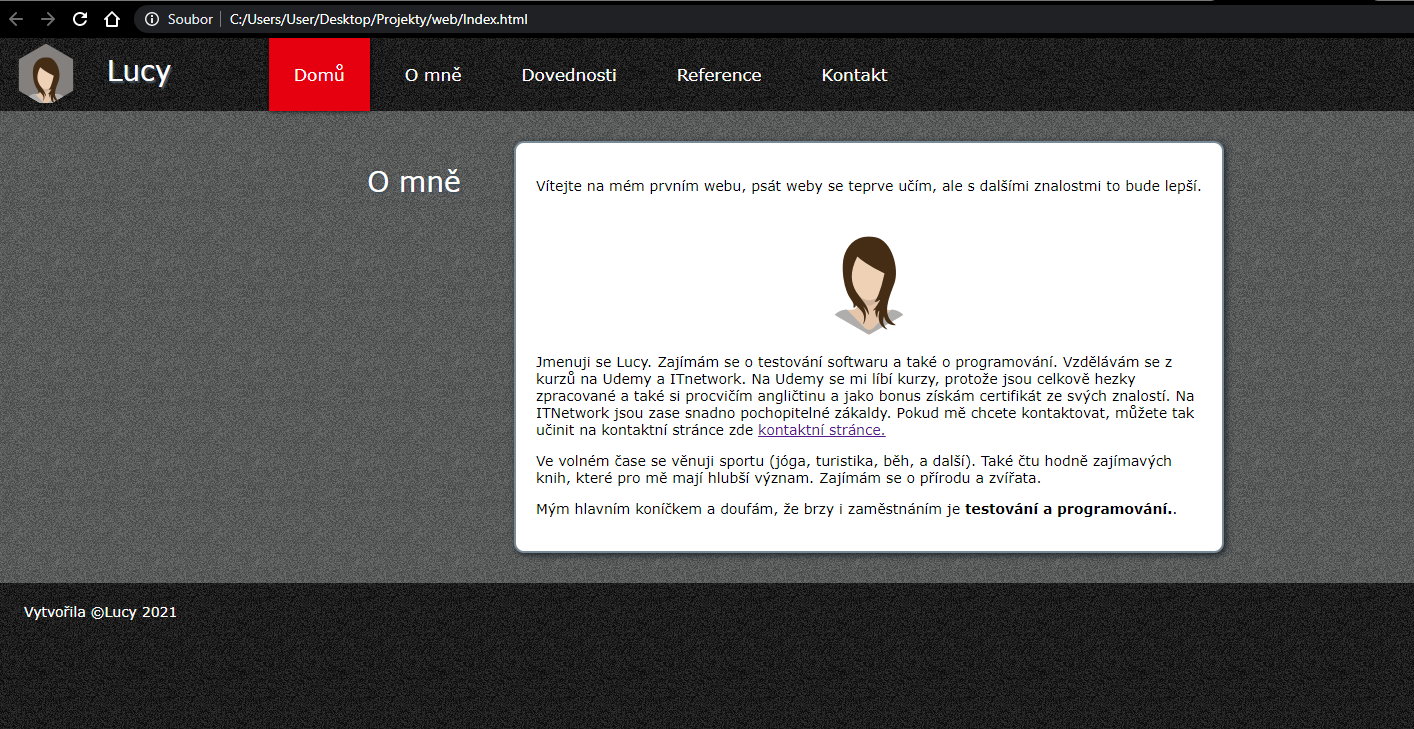 Soubor C:/Users/User/Desktop/Projekty/web/Index.html
Lucy
Domů O mně Dovednosti Reference Kontakt
O mně
Vítejte na mém prvním webu, psát weby se teprve učím, ale s dalšími znalostmi to bude lepší.
Jmenuji se Lucy. Zajímám se o testování softwaru a také o programování. Vzdělávám se z
kurzů na Udemy a ITnetwork. Na Udemy se mi líbí kurzy, protože jsou celkově hezky
zpracované a také si procvičím angličtinu a jako bonus získám certifikát ze svých znalostí. Na
ITNetwork jsou zase snadno pochopitelné zákaldy. Pokud mě chcete kontaktovat, můžete tak
učinit na kontaktní stránce zde kontaktní stránce.
Ve volném čase se věnuji sportu (jóga, turistika, běh, a další). Také čtu hodně zajímavých
knih, které pro mě mají hlubší význam. Zajímám se o přírodu a zvířata.
Mým hlavním koníčkem a doufám, že brzy i zaměstnáním je testování a programování..
Vytvořila ©Lucy 2021